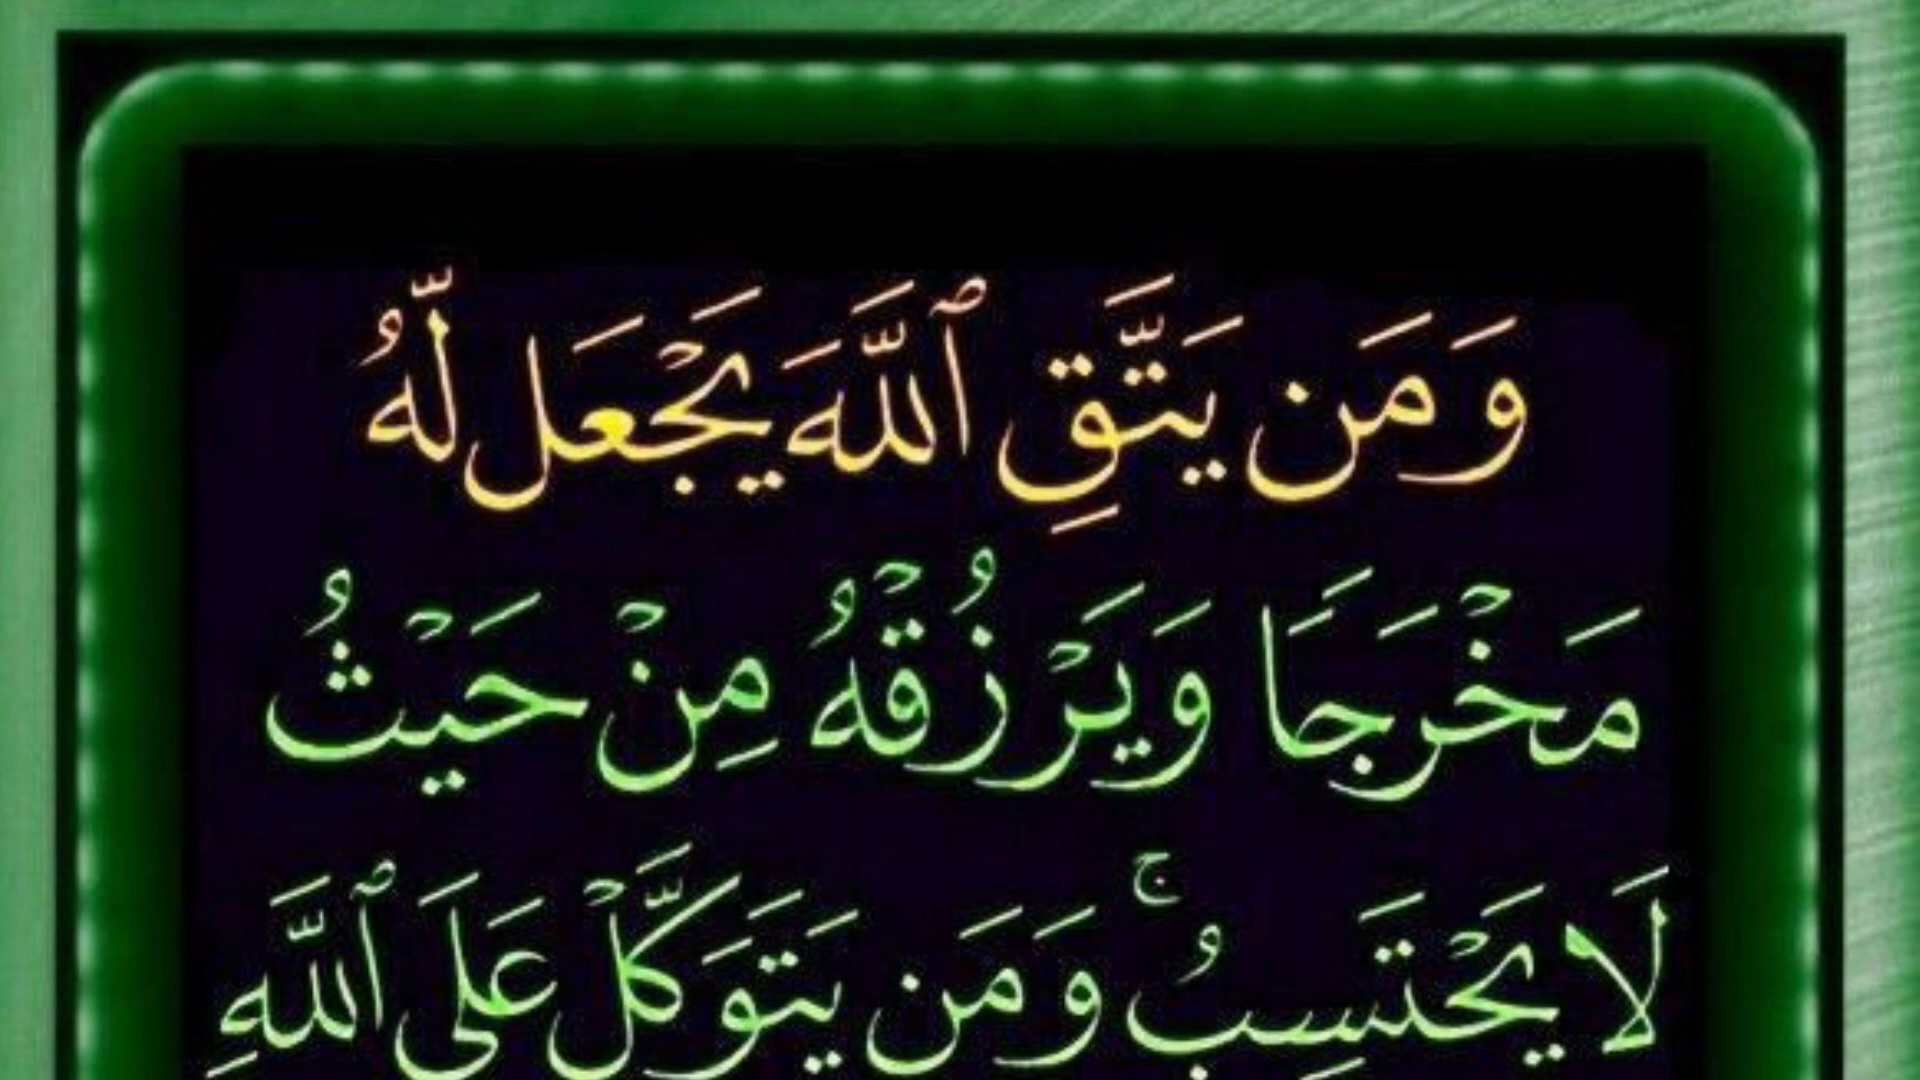 وَمَن يَتَّقِ ٱللَّهَ يَجْعَل لَّهُۥ
مَخْرَجًا وَيَرْزُقْهُ مِنْ حَيْثُ
لَا يَحْتَسِبُ ۚ وَمَن يَتَوَكَّلْ عَلَى ٱللَّهِ